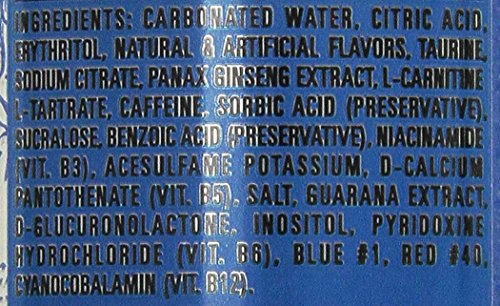 INGREDIENTS: CARBONATED WATER, CITRIC ACID,
ERYTHRITOL, NATURAL & ARTIFICIAL FLAVORS, TAURINE,
SODIUM CITRATE, PANAX GINSENG EXTRACT, L-CARNITINE
L-TARTRATE, CAFFEINE, SORBIC ACID (PRESERVATIVE),
SUCRALOSE, BENZOIC ACID (PRESERVATIVE), NIACINAMIDE
(VIT. B3), ACESULFAME POTASSIUM, D-CALCIUM
PANTOTHENATE (VIT. B5), SALT, GUARANA EXTRACT,
D-GLUCURONOLACTONE, INOSITOL, PYRIDOXINE
HYDROCHLORIDE (VIT. B6), BLUE #1, RED #40,
CYANOCOBALAMIN (VIT. B12).